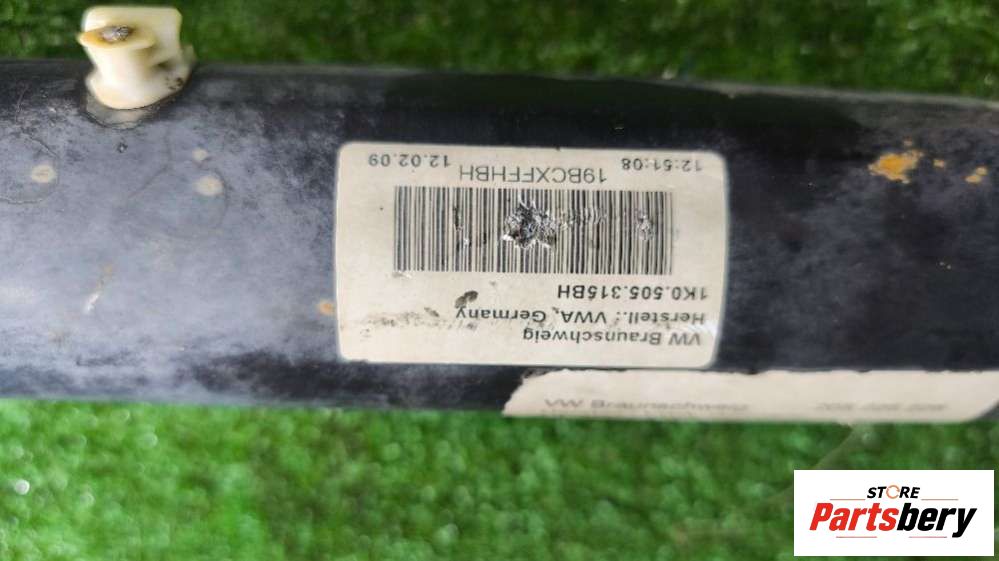 VW Braunschweig
Herstell.: VWA, Germany
1K0.505.315BH
19BCXFFHBH
12:51:08 12.02.09
VW Braunschweig
STORE
Partsbery